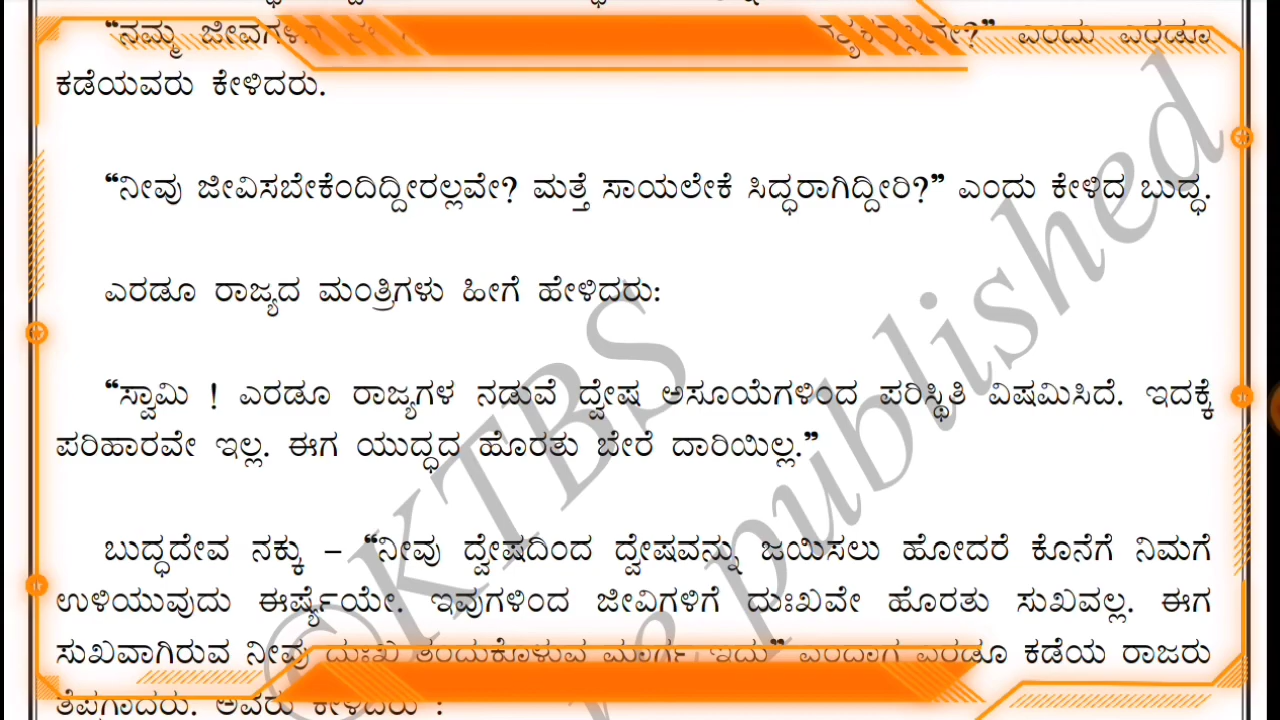 “ನಮ್ಮ ಎಂದು ಎರಡೂ
ಕಡೆಯವರು ಕೇಳಿದರು.
“ನೀವು ಜೀವಿಸಬೇಕೆಂದಿದ್ದೀರಲ್ಲವೇ? ಮತ್ತೆ ಸಾಯಲೇಕೆ ಸಿದ್ಧರಾಗಿದ್ದೀರಿ?” ಎಂದು ಕೇಳಿದ ಬುದ್ಧ.
ಎರಡೂ ರಾಜ್ಯದ ಮಂತ್ರಿಗಳು ಹೀಗೆ ಹೇಳಿದರು:
“ಸ್ವಾಮಿ ! ಎರಡೂ ರಾಜ್ಯಗಳ ನಡುವೆ ದ್ವೇಷ ಅಸೂಯೆಗಳಿಂದ ಪರಿಸ್ಥಿತಿ ವಿಷಮಿಸಿದೆ. ಇದಕ್ಕೆ
ಪರಿಹಾರವೇ ಇಲ್ಲ. ಈಗ ಯುದ್ಧದ ಹೊರತು ಬೇರೆ ದಾರಿಯಿಲ್ಲ.”
ಬುದ್ಧದೇವ ನಕ್ಕು – “ನೀವು ದ್ವೇಷದಿಂದ ದ್ವೇಷವನ್ನು ಜಯಿಸಲು ಹೋದರೆ ಕೊನೆಗೆ ನಿಮಗೆ
ಉಳಿಯುವುದು ಈರ್ಷ್ಯೆಯೇ. ಇವುಗಳಿಂದ ಜೀವಿಗಳಿಗೆ ದುಃಖವೇ ಹೊರತು ಸುಖವಲ್ಲ. ಈಗ
ಸುಖವಾಗಿರುವ ನೀವು ದುಃಖ ತಂದುಕೊಳುವ ಮಾರ್ಗ ಇದು” ಎಂದಾಗ ಎರಡೂ ಕಡೆಯ ರಾಜರು
ತೆಪ್ಪಗಾದರು. ಅವರು ಕೇಳಿದರು :
©KTBS
be published